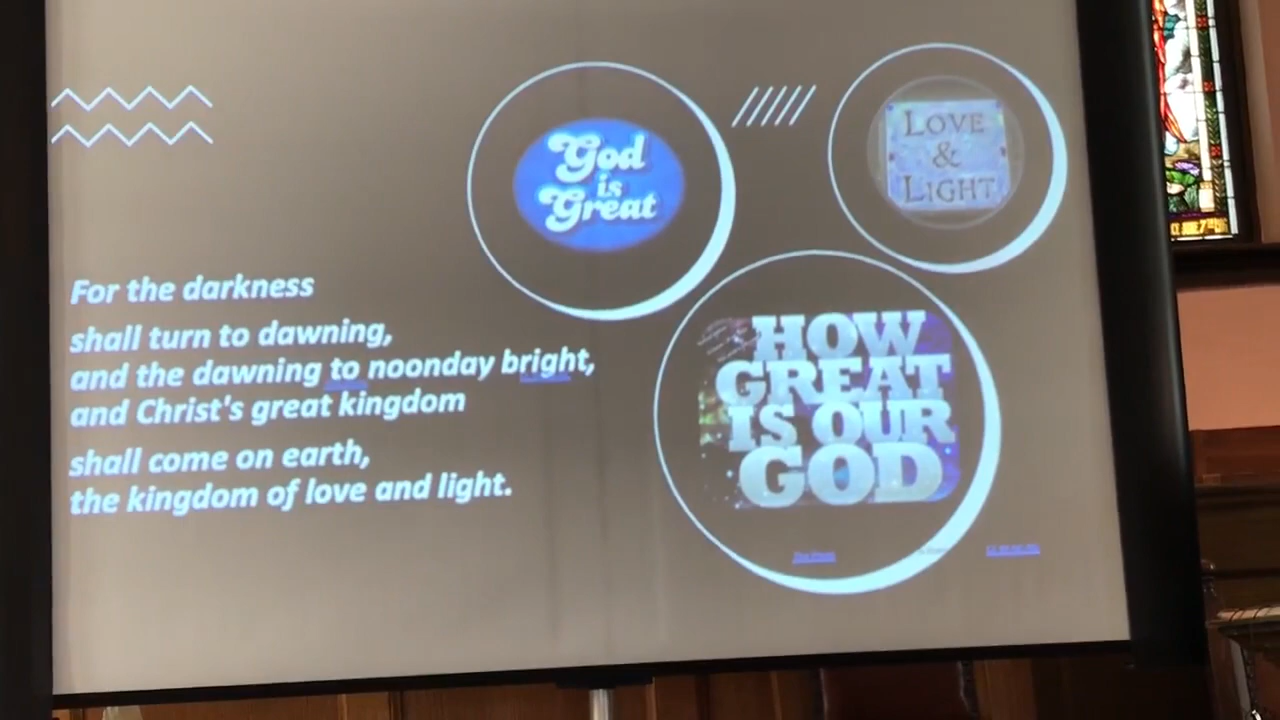 God
is
Great
LOVE
&
LIGHT
For the darkness
shall turn to dawning,
and the dawning to noonday bright,
and Christ's great kingdom
shall come on earth,
the kingdom of love and light.
HOW
GREAT
IS OUR
GOD